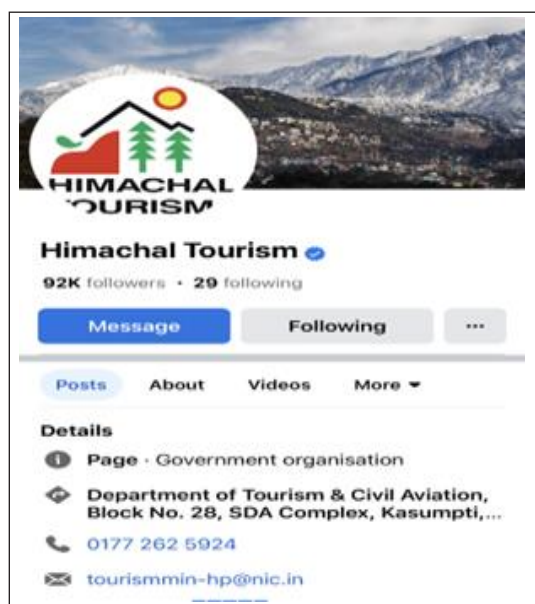 HIMACHAL
TOURISM
Himachal Tourism
92K followers • 29 following
Message
Following
...
Posts
About
Videos
More
Details
Page · Government organisation
Department of Tourism & Civil Aviation,
Block No. 28, SDA Complex, Kasumpti,...
0177 262 5924
tourismmin-hp@nic.in